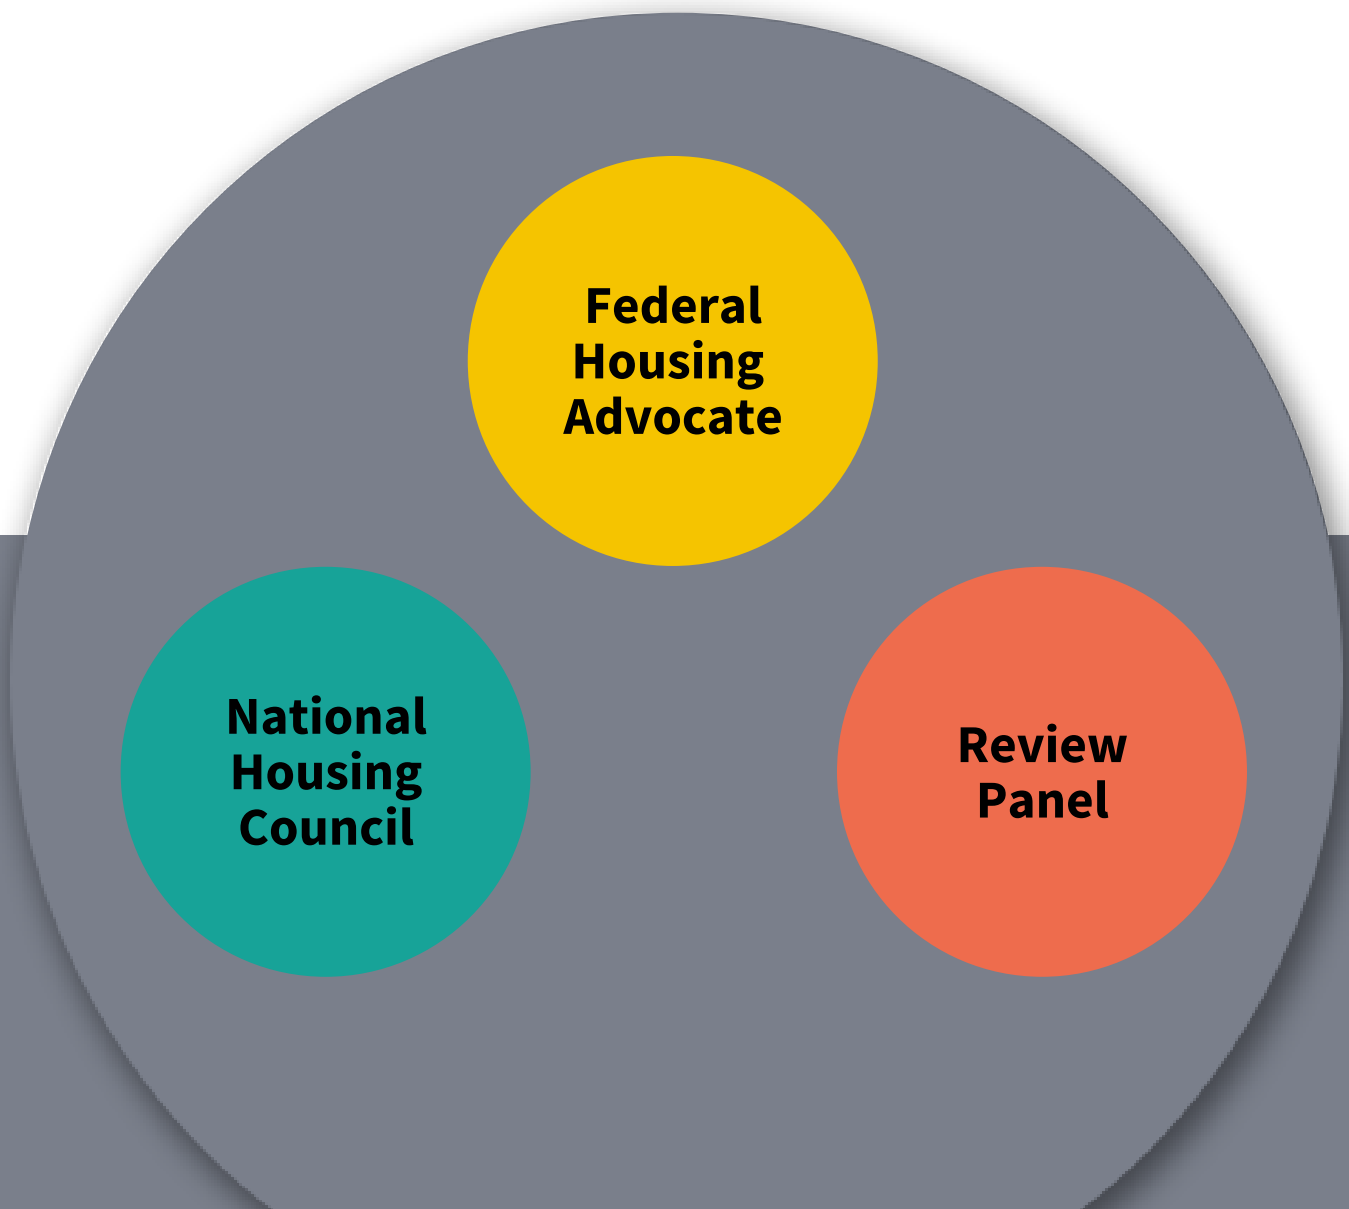 Federal
Housing
Advocate
National
Housing
Council
Review
Panel